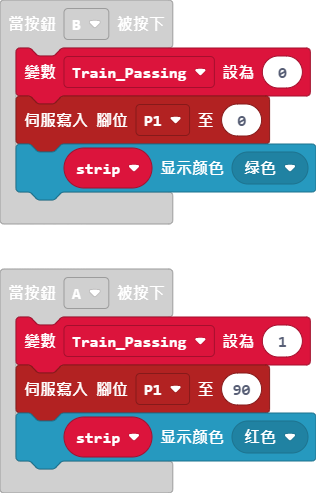 當按鈕 B 被按下
變數 Train_Passing 設為 0
伺服寫入 腳位 P1 至 0
strip 显示颜色 绿色
當按鈕 A 被按下
變數 Train_Passing 設為 1
伺服寫入 腳位 P1 至 90
strip 显示颜色 红色